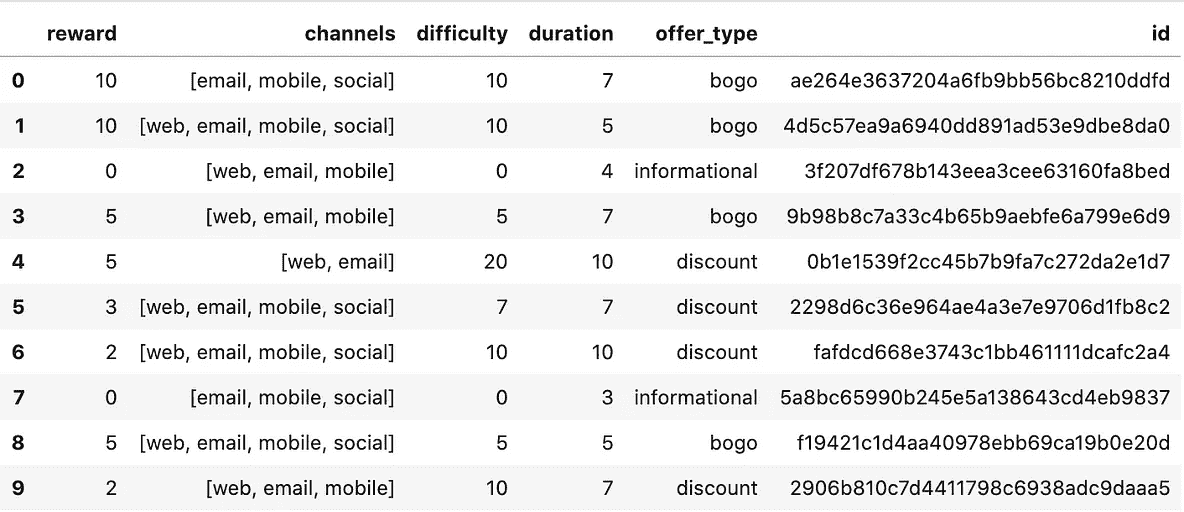 reward channels difficulty duration offer_type id
0 10 [email, mobile, social] 10 7 bogo ae264e3637204a6fb9bb56bc8210ddfd
1 10 [web, email, mobile, social] 10 5 bogo 4d5c57ea9a6940dd891ad53e9dbe8da0
2 0 [web, email, mobile] 0 4 informational 3f207df678b143eea3cee63160fa8bed
3 5 [web, email, mobile] 5 7 bogo 9b98b8c7a33c4b65b9aebfe6a799e6d9
4 5 [web, email] 20 10 discount 0b1e1539f2cc45b7b9fa7c272da2e1d7
5 3 [web, email, mobile, social] 7 7 discount 2298d6c36e964ae4a3e7e9706d1fb8c2
6 2 [web, email, mobile, social] 10 10 discount fafdcd668e3743c1bb461111dcafc2a4
7 0 [email, mobile, social] 0 3 informational 5a8bc65990b245e5a138643cd4eb9837
8 5 [web, email, mobile, social] 5 5 bogo f19421c1d4aa40978ebb69ca19b0e20d
9 2 [web, email, mobile] 10 7 discount 2906b810c7d4411798c6938adc9daaa5